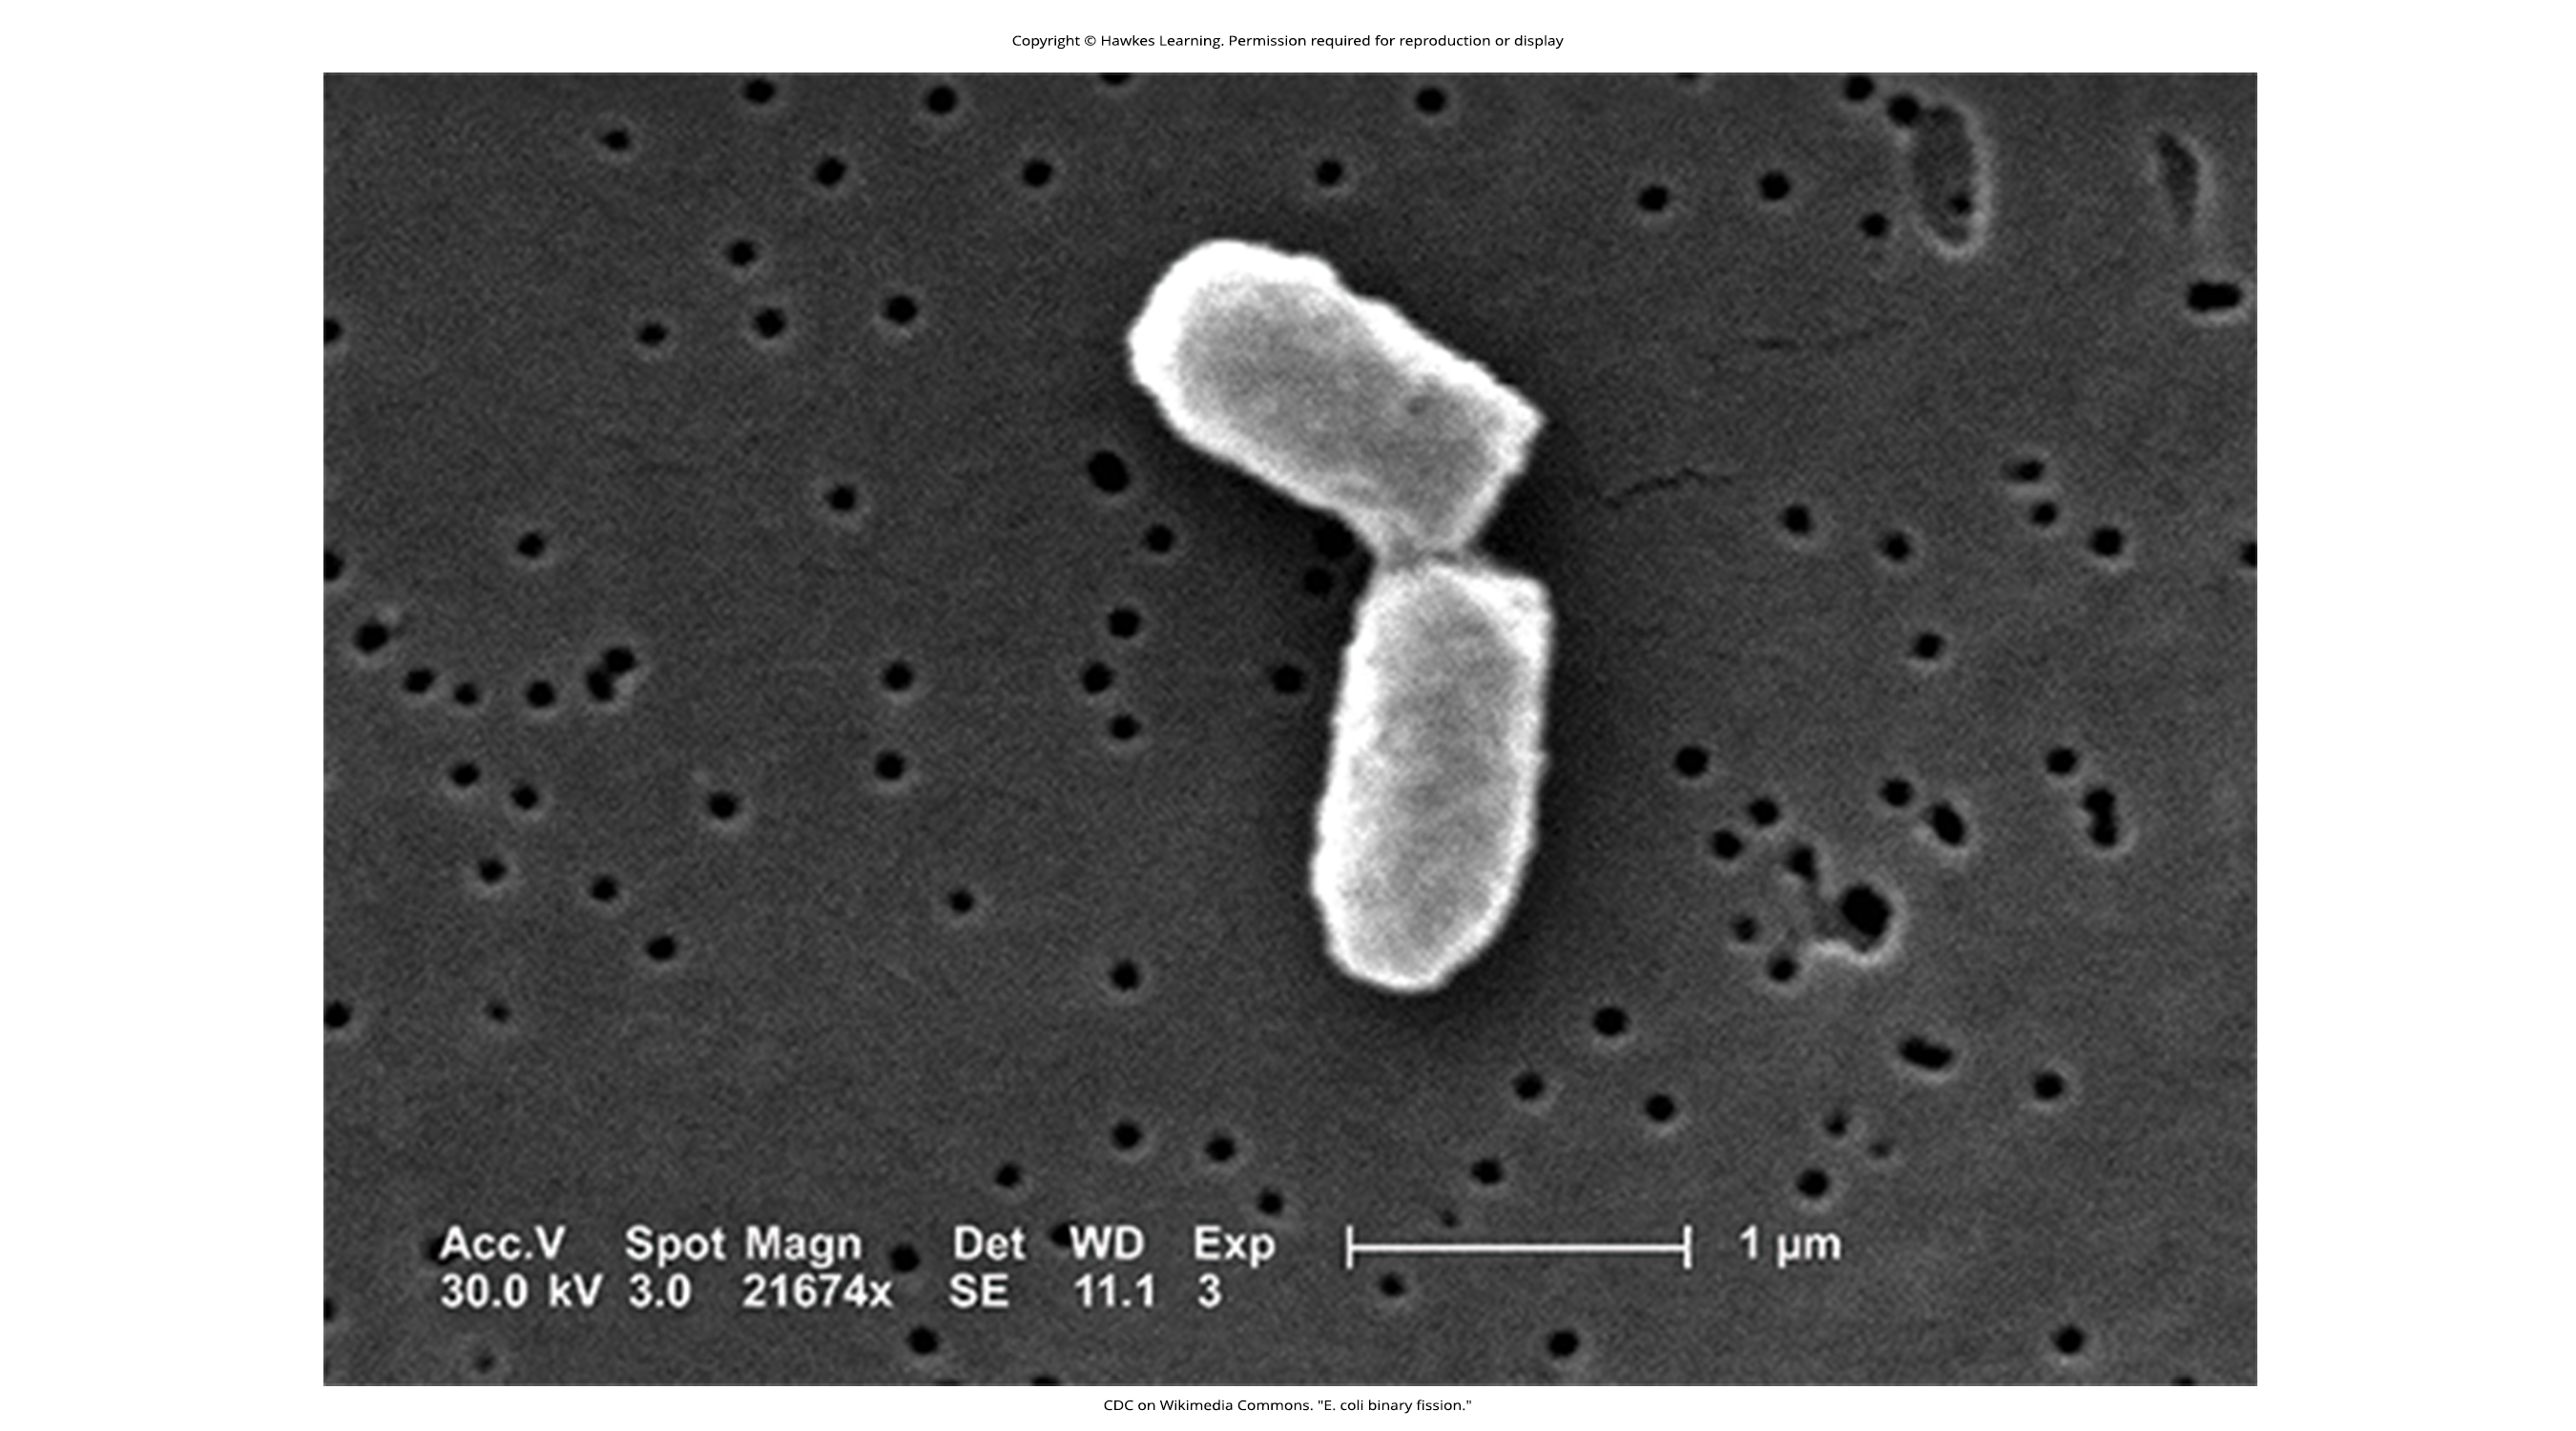 Copyright © Hawkes Learning. Permission required for reproduction or display
Acc.V Spot Magn Det WD Exp 1 µm
30.0 kV 3.0 21674x SE 11.1 3
CDC on Wikimedia Commons. "E. coli binary fission."